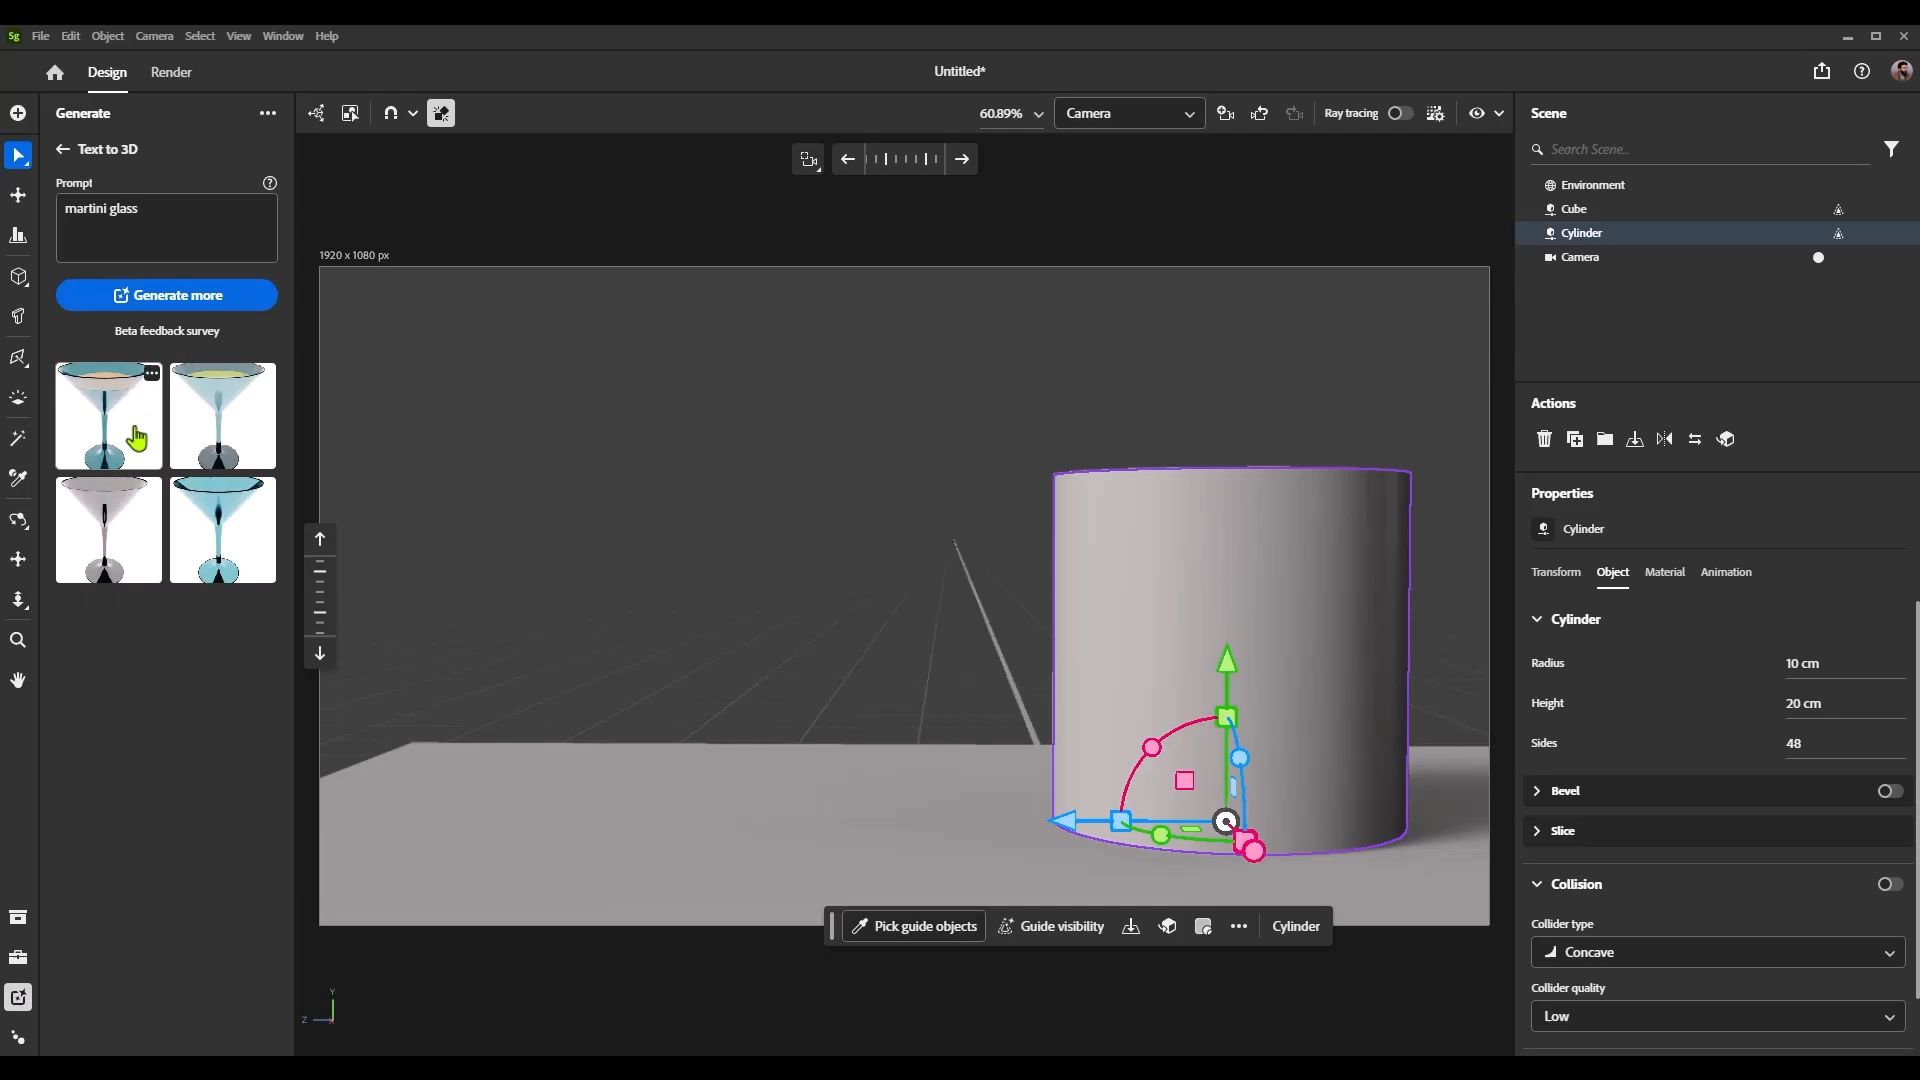 Sg File Edit Object Camera Select View Window Help
Design Render Untitled*
Generate
60.89% Camera Ray tracing
Scene
Text to 3D
Search Scene...
Prompt
martini glass
Environment
Cube
Cylinder
Camera
1920 x 1080 px
Generate more
Beta feedback survey
Actions
Properties
Cylinder
Transform Object Material Animation
Cylinder
Radius 10 cm
Height 20 cm
Sides 48
Bevel
Slice
Collision
Collider type
Concave
Collider quality
Low
Pick guide objects Guide visibility Cylinder
Y
Z